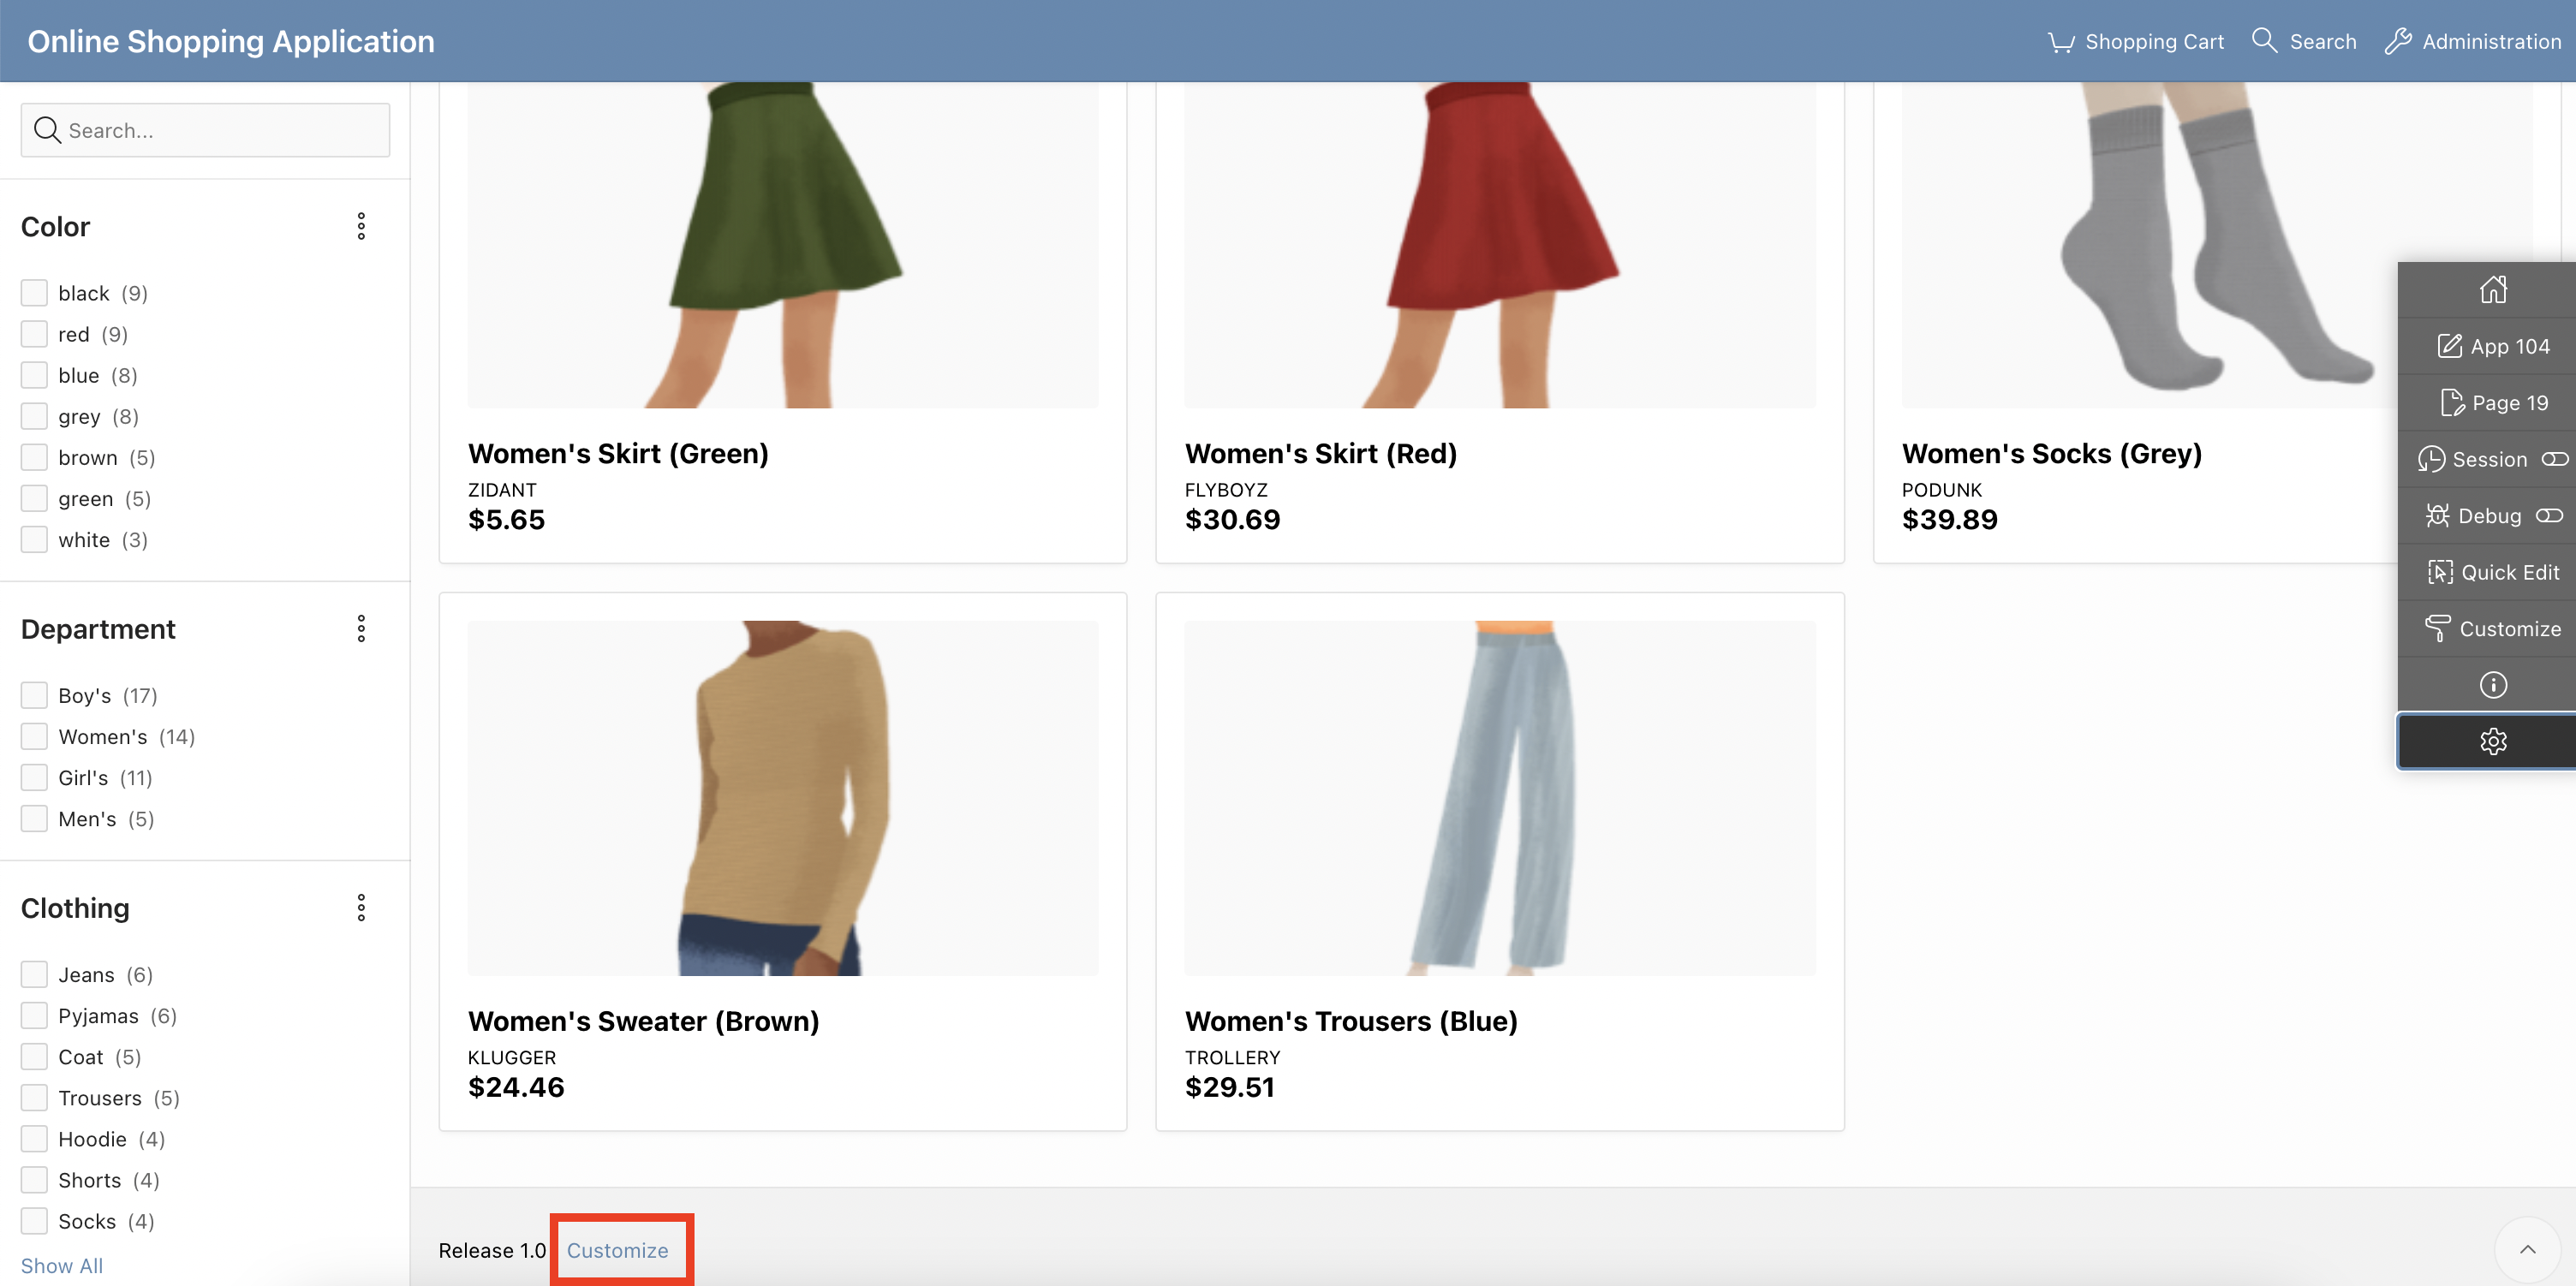 Online Shopping Application
Shopping Cart
Search
Administration
Search...
Color
black (9)
red (9)
blue (8)
grey (8)
brown (5)
green (5)
white (3)
Department
Boy's (17)
Women's (14)
Girl's (11)
Men's (5)
Clothing
Jeans (6)
Pyjamas (6)
Coat (5)
Trousers (5)
Hoodie (4)
Shorts (4)
Socks (4)
Show All
Women's Skirt (Green)
ZIDANT
$5.65
Women's Skirt (Red)
FLYBOYZ
$30.69
Women's Socks (Grey)
PODUNK
$39.89
Women's Sweater (Brown)
KLUGGER
$24.46
Women's Trousers (Blue)
TROLLERY
$29.51
App 104
Page 19
Session
Debug
Quick Edit
Customize
Release 1.0 Customize